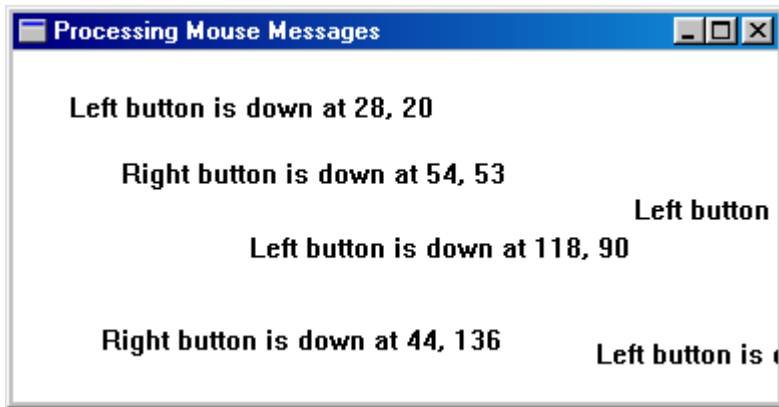 Processing Mouse Messages
Left button is down at 28, 20
Right button is down at 54, 53
Left button
Left button is down at 118, 90
Right button is down at 44, 136
Left button is